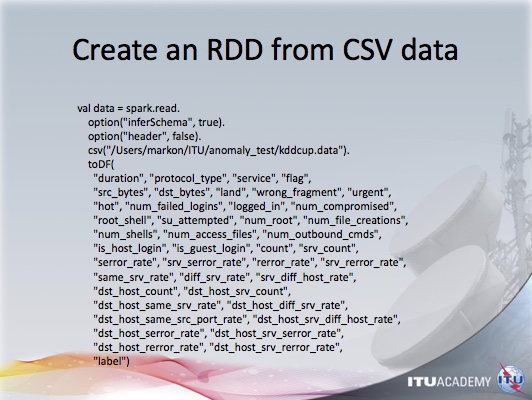 Create an RDD from CSV data
val data = spark.read.
option("inferSchema", true).
option("header", false).
csv("/Users/markon/ITU/anomaly_test/kddcup.data").
toDF(
"duration", "protocol_type", "service", "flag",
"src_bytes", "dst_bytes", "land", "wrong_fragment", "urgent",
"hot", "num_failed_logins", "logged_in", "num_compromised",
"root_shell", "su_attempted", "num_root", "num_file_creations",
"num_shells", "num_access_files", "num_outbound_cmds",
"is_host_login", "is_guest_login", "count", "srv_count",
"serror_rate", "srv_serror_rate", "rerror_rate", "srv_rerror_rate",
"same_srv_rate", "diff_srv_rate", "srv_diff_host_rate",
"dst_host_count", "dst_host_srv_count",
"dst_host_same_srv_rate", "dst_host_diff_srv_rate",
"dst_host_same_src_port_rate", "dst_host_srv_diff_host_rate",
"dst_host_serror_rate", "dst_host_srv_serror_rate",
"dst_host_rerror_rate", "dst_host_srv_rerror_rate",
"label")
ITUACADEMY ITU